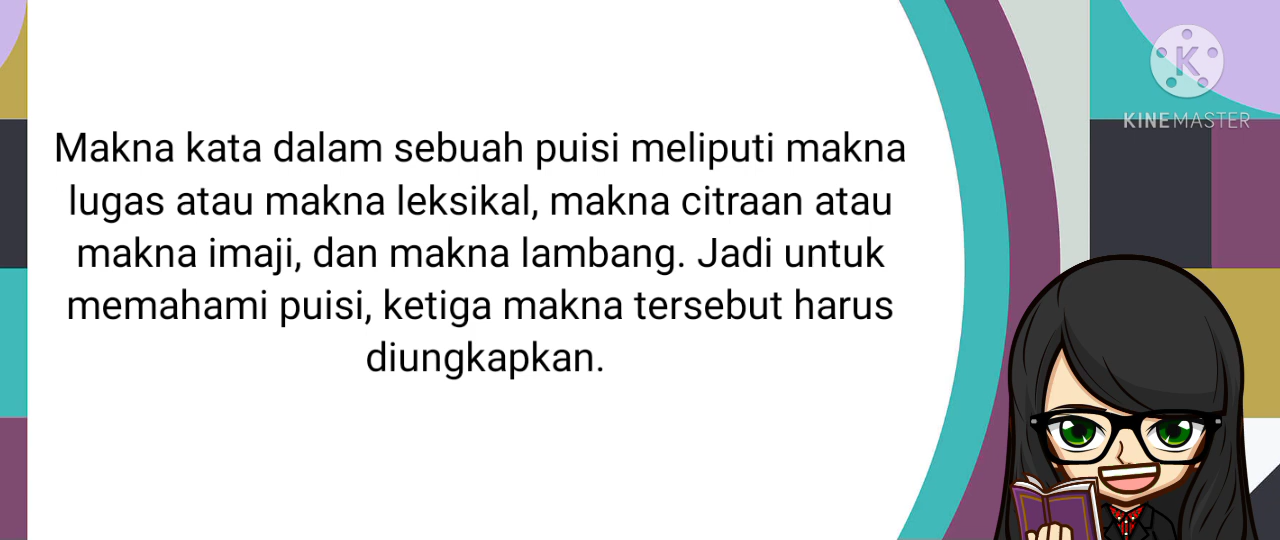 Makna kata dalam sebuah puisi meliputi makna
lugas atau makna leksikal, makna citraan atau
makna imaji, dan makna lambang. Jadi untuk
memahami puisi, ketiga makna tersebut harus
diungkapkan.
K
KINEMASTER